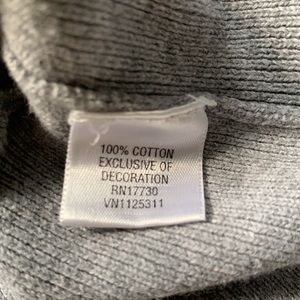 100% COTTON
EXCLUSIVE OF
DECORATION
RN17730
VN1125311